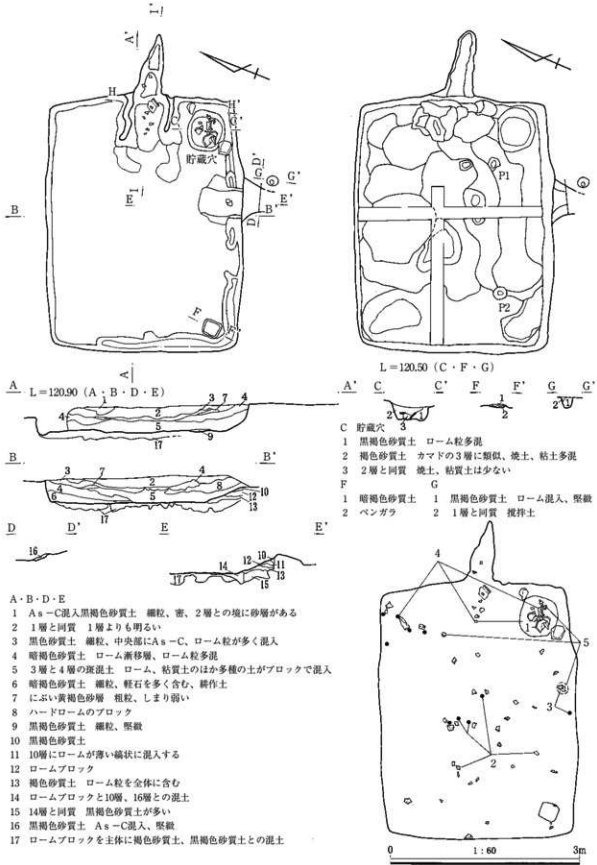 I'
A'
H
H'
C'
貯蔵穴
D'
G
G'
I
E
E'
B
B'
D
F
F'
A
P1
P2
L=120.50 (C・F・G)
A L=120.90 (A・B・D・E) A'
1 2 3 7 4
4 5 9
B B'
3 7 2 4
6 4 5 8 10 12 13
17
D D' E E'
16
14 12 10 11 13
17 15
C C' F F' G G'
2 1 3
1 2
2 1
C 貯蔵穴
1 黒褐色砂質土 ローム粒多混
2 褐色砂質土 カマドの3層に類似、焼土、粘土多混
3 2と同質 焼土、粘質土は少ない
F
1 暗褐色砂質土
2 ベンガラ
G
1 黒褐色砂質土 ローム混入、堅緻
2 1と同質 撹拌土
A・B・D・E
1 As-C混入黒褐色砂質土 細粒、密、2層との境に砂層がある
2 1層と同質 1層よりも明るい
3 黒色砂質土 細粒、中央部にAs-C、ローム粒が多く混入
4 暗褐色砂質土 ローム漸移層、ローム粒多混
5 3層と4層の斑混土 ローム、粘質土のほか多種の土がブロックで混入
6 暗褐色砂質土 細粒、軽石を多く含む、耕作土
7 にぶい黄褐色砂層 粗粒、しまり弱い
8 ハードロームのブロック
9 黒褐色砂質土 細粒、堅緻
10 黒褐色砂質土
11 10層にロームが薄い縞状に混入する
12 ロームブロック
13 褐色砂質土 ローム粒を全体に含む
14 ロームブロックと10層、16層との混土
15 14層と同質 黒褐色砂質土が多い
16 黒褐色砂質土 As-C混入、堅緻
17 ロームブロックを主体に褐色砂質土、黒褐色砂質土との混土
4
1
5
3
2
0 1:60 3m